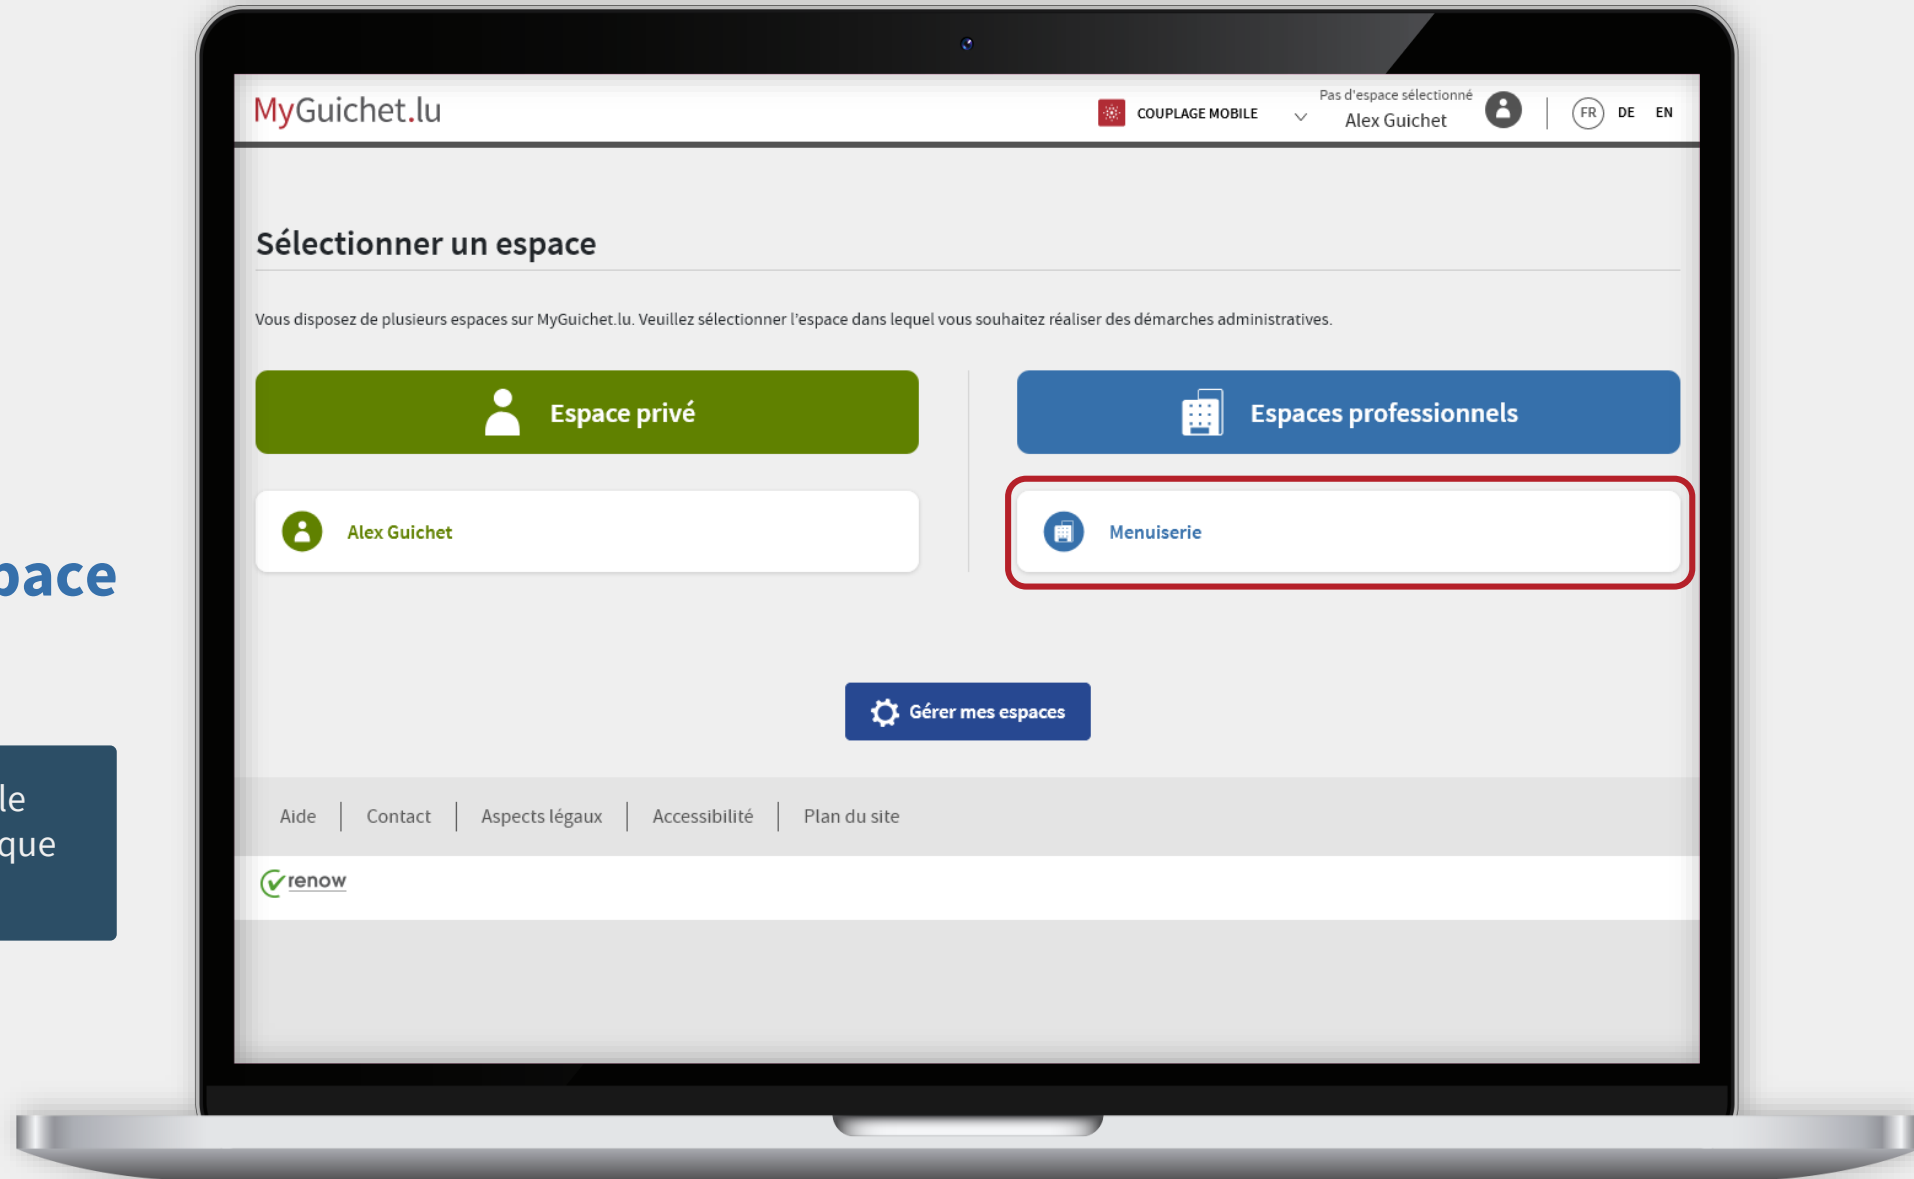 MyGuichet.lu
COUPLAGE MOBILE
Pas d'espace sélectionné
Alex Guichet
FR DE EN
Sélectionner un espace
Vous disposez de plusieurs espaces sur MyGuichet.lu. Veuillez sélectionner l'espace dans lequel vous souhaitez réaliser des démarches administratives.
Espace privé
Espaces professionnels
Alex Guichet
Menuiserie
pace
Gérer mes espaces
le
que
Aide Contact Aspects légaux Accessibilité Plan du site
renow